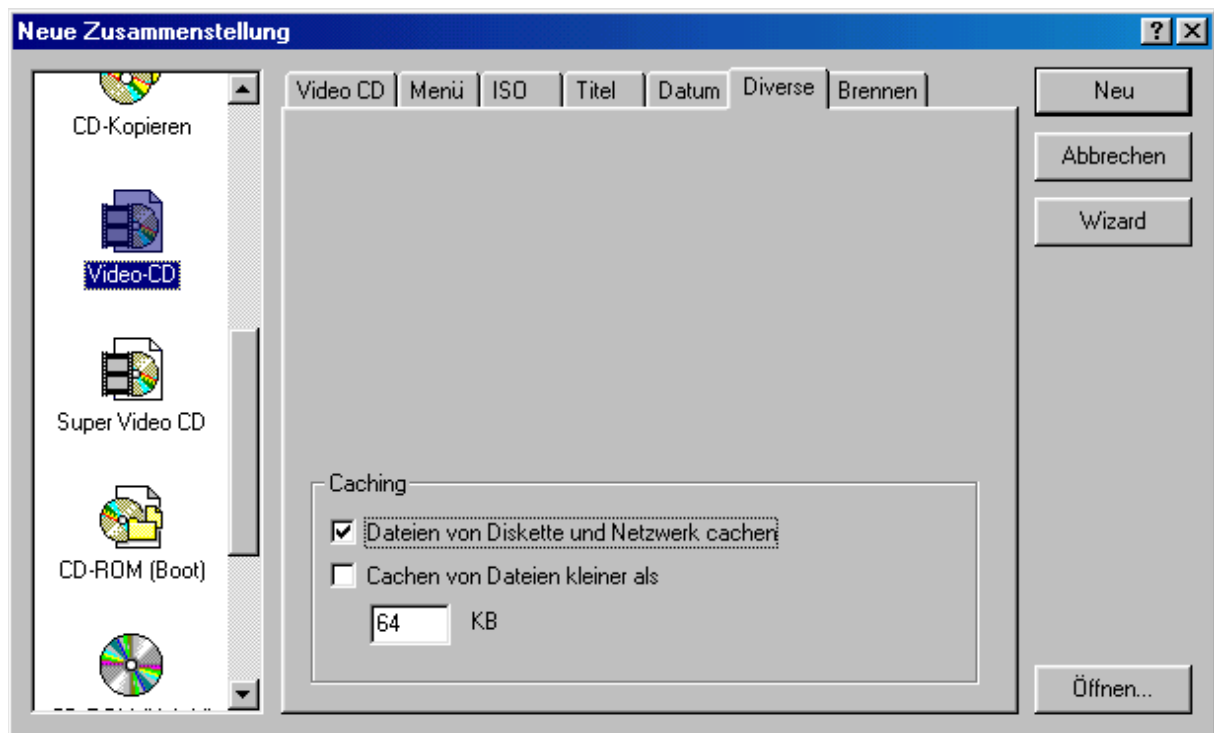 Neue Zusammenstellung
CD-Kopieren
Video-CD
Super Video CD
CD-ROM (Boot)
Video CD Menü ISO Titel Datum Diverse Brennen
Caching
Dateien von Diskette und Netzwerk cachen
Cachen von Dateien kleiner als
64 KB
Neu
Abbrechen
Wizard
Öffnen...